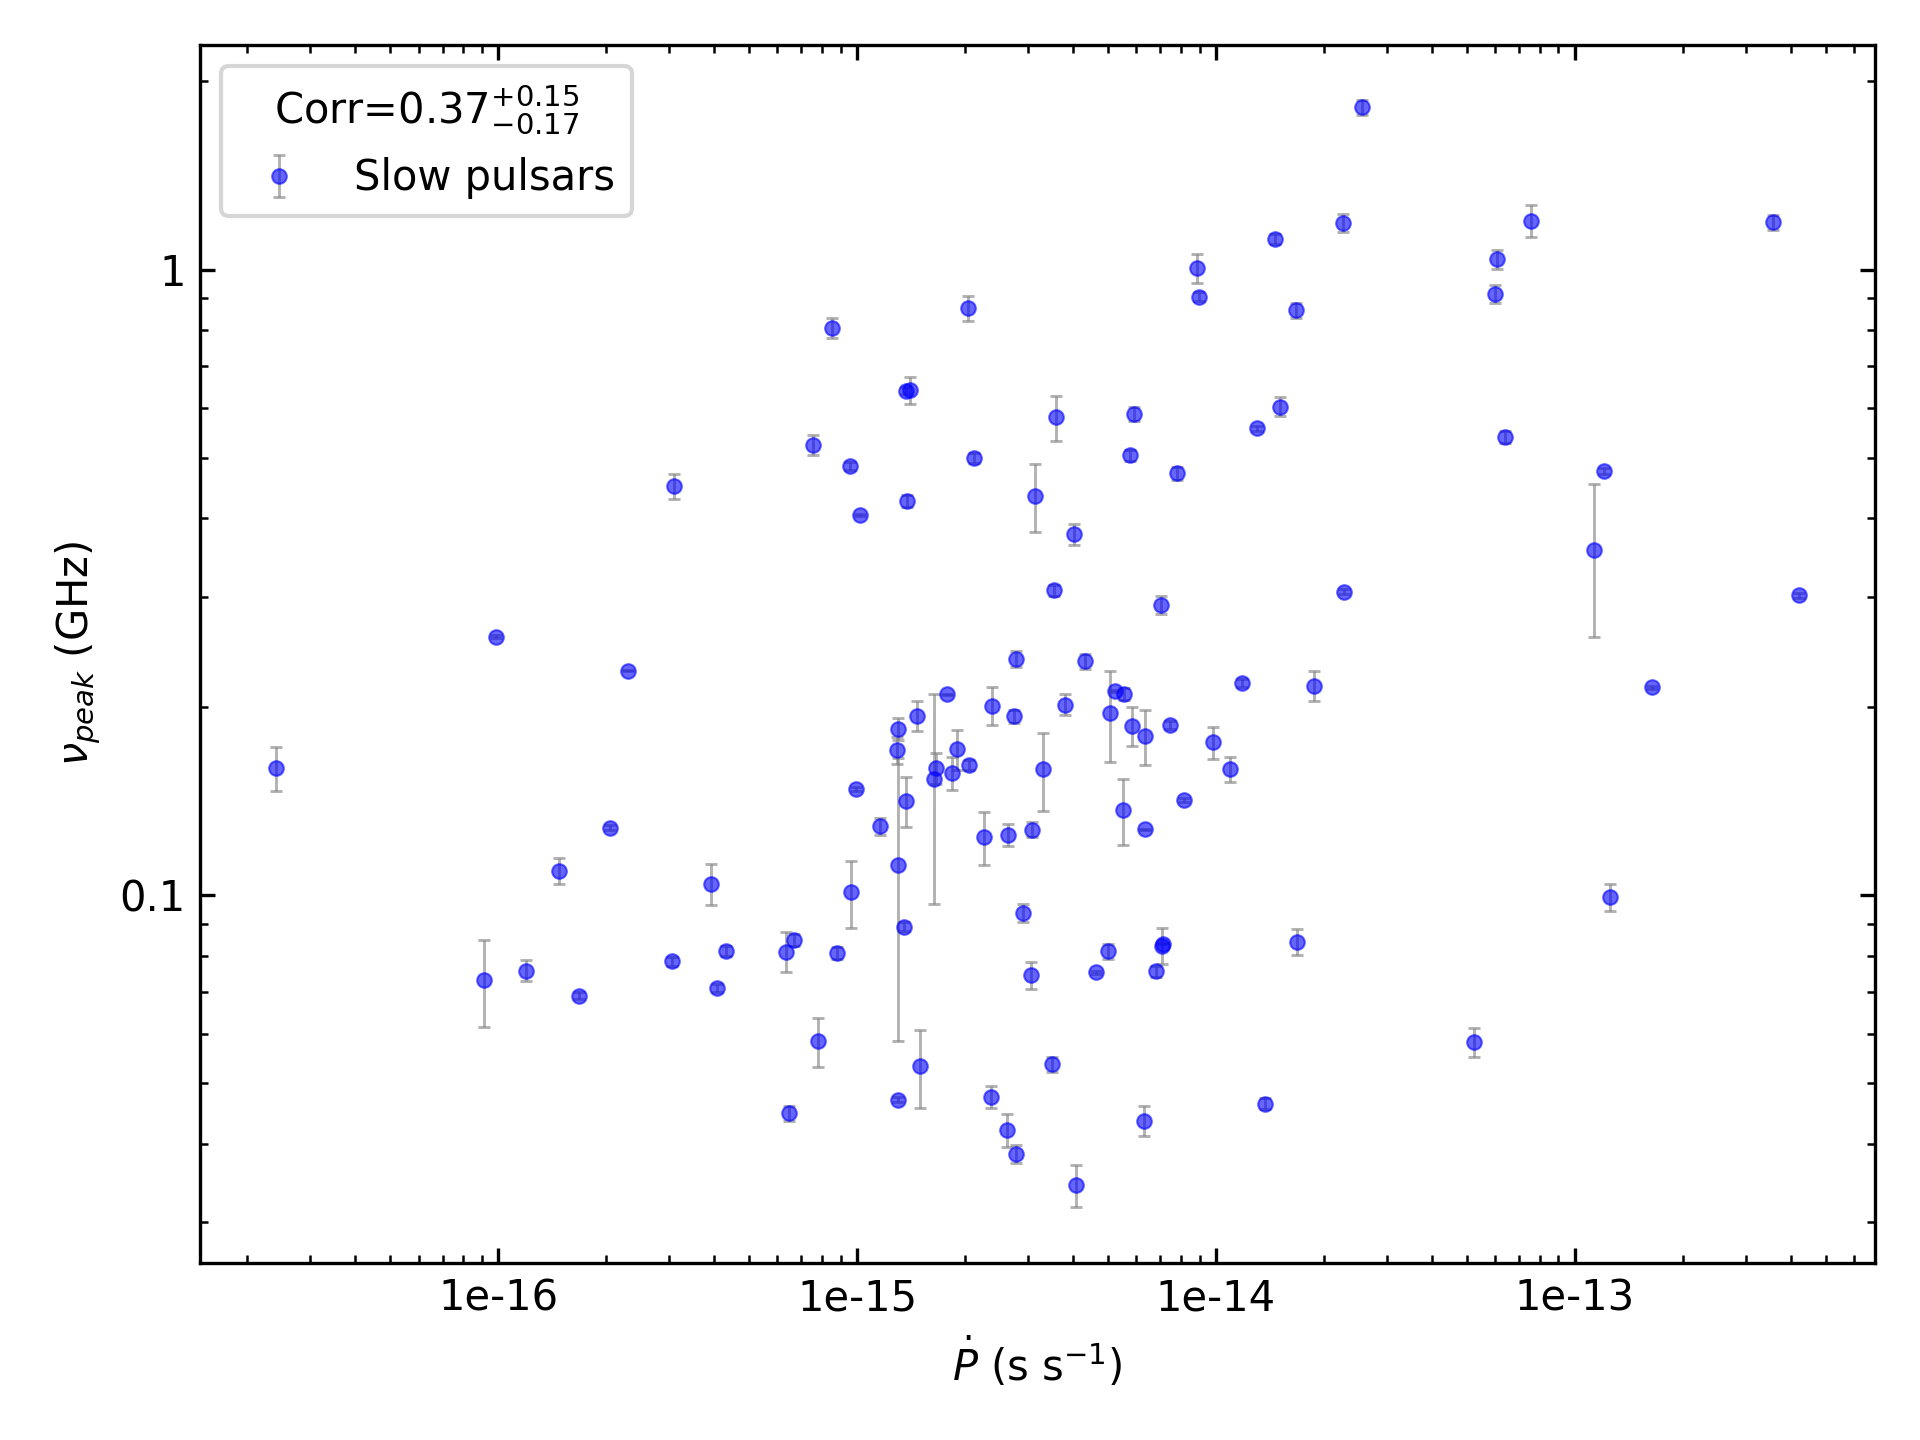 Corr=0.37$^{+0.15}_{-0.17}$
Slow pulsars
1
0.1
ν$_{peak}$ (GHz)
1e-16 1e-15 1e-14 1e-13
Ṗ (s s$^{-1}$)